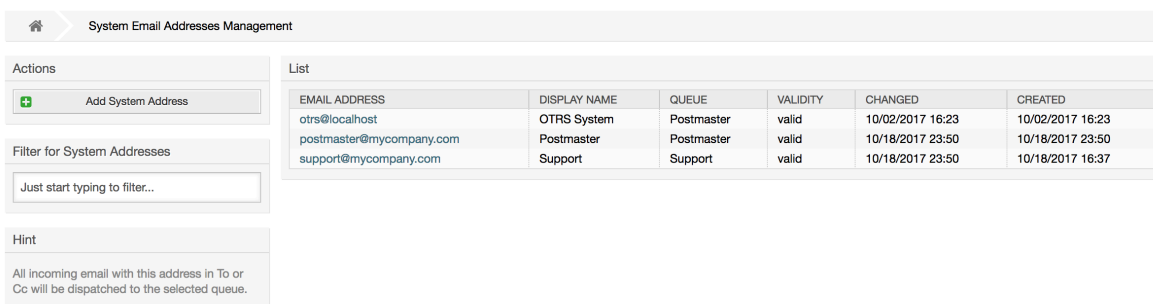 System Email Addresses Management
Actions
Add System Address
Filter for System Addresses
Just start typing to filter...
Hint
All incoming email with this address in To or
Cc will be dispatched to the selected queue.
List
EMAIL ADDRESS DISPLAY NAME QUEUE VALIDITY CHANGED CREATED
otrs@localhost OTRS System Postmaster valid 10/02/2017 16:23 10/02/2017 16:23
postmaster@mycompany.com Postmaster Postmaster valid 10/18/2017 23:50 10/18/2017 23:50
support@mycompany.com Support Support valid 10/18/2017 23:50 10/18/2017 16:37